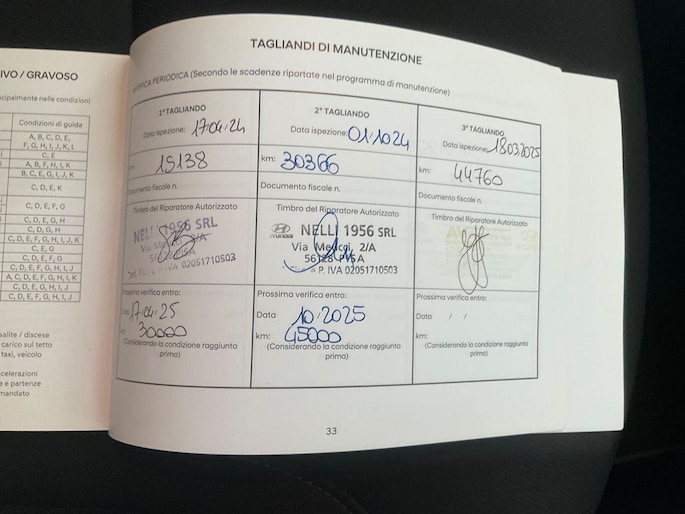 IVO / GRAVOSO
cipalmente nelle condizioni
Condizioni di guida
A, B, C, D, E,
F, G, H, I, J, K, L
C, E
A, B, F, H, I, K
B, C, E, G, I, J, K
C, D, E, K
C, D, E, F, G
C, D, E, G, H
C, D, G, H
C, D, E, F, G, H, I, J, K
C, E, G
C, D, E, F, G
C, D, E, F, G, H, I, J
A, C, D, E, F, G, H, I, K
C, D, E, F, G, H, I, J
C, D, E, F, G, H, I, J
salite / discese
carico sul tetto
taxi, veicolo
celerazioni
e e partenze
mandato
TAGLIANDI DI MANUTENZIONE
VERIFICA PERIODICA (Secondo le scadenze riportate nel programma di manutenzione)
1° TAGLIANDO
Data ispezione: 17.04.24
15138
Documento fiscale n.
Timbro del Riparatore Autorizzato
NELLI 1956 SRL
Via 2/A
IVA 02051710503
Prossima verifica entro:
17.04.25
30000
(Considerando la condizione raggiunta
prima)
2° TAGLIANDO
Data ispezione: 01/10/24
km: 30366
Documento fiscale n.
Timbro del Riparatore Autorizzato
HYUNDAI NELLI 1956 SRL
Via 2/A
56128 PISA
P. IVA 02051710503
Prossima verifica entro:
Data 10/2025
km: 45000
(Considerando la condizione raggiunta
prima)
3° TAGLIANDO
Data ispezione: 18.03.2025
km: 44760
Documento fiscale n.
Timbro del Riparatore Autorizzato
Prossima verifica entro:
Data / /
km:
(Considerando la condizione raggiunta
prima)
33